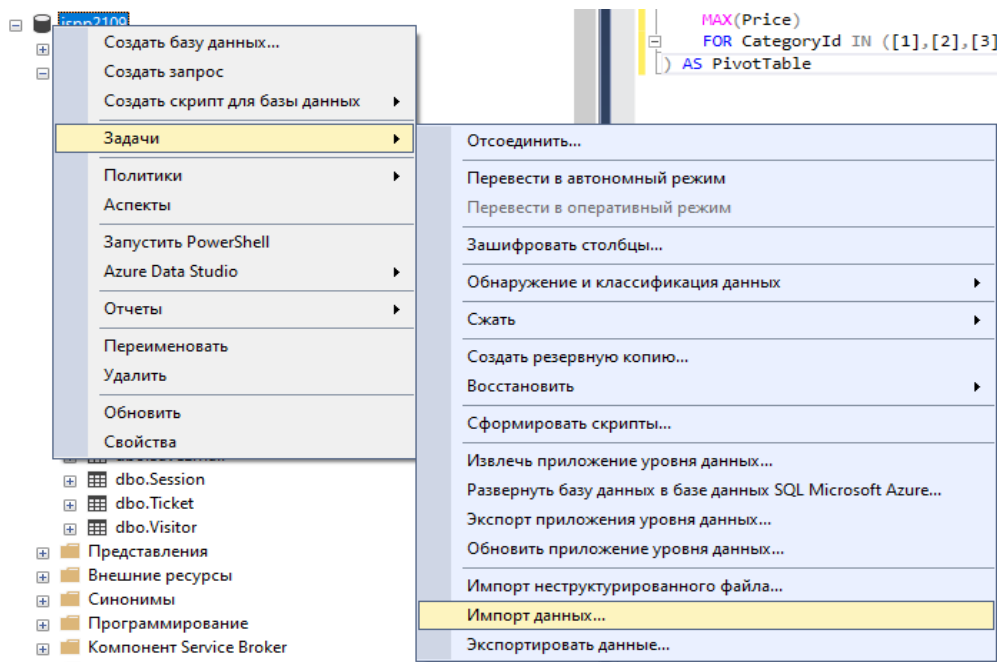 ispp2109
Создать базу данных...
Создать запрос
Создать скрипт для базы данных
Задачи
Политики
Аспекты
Запустить PowerShell
Azure Data Studio
Отчеты
Переименовать
Удалить
Обновить
Свойства
dbo.Session
dbo.Ticket
dbo.Visitor
Представления
Внешние ресурсы
Синонимы
Программирование
Компонент Service Broker
MAX(Price)
FOR CategoryId IN ([1],[2],[3]
) AS PivotTable
Отсоединить...
Перевести в автономный режим
Перевести в оперативный режим
Зашифровать столбцы...
Обнаружение и классификация данных
Сжать
Создать резервную копию...
Восстановить
Сформировать скрипты...
Извлечь приложение уровня данных...
Развернуть базу данных в базе данных SQL Microsoft Azure...
Экспорт приложения уровня данных...
Обновить приложение уровня данных...
Импорт неструктурированного файла...
Импорт данных...
Экспортировать данные...